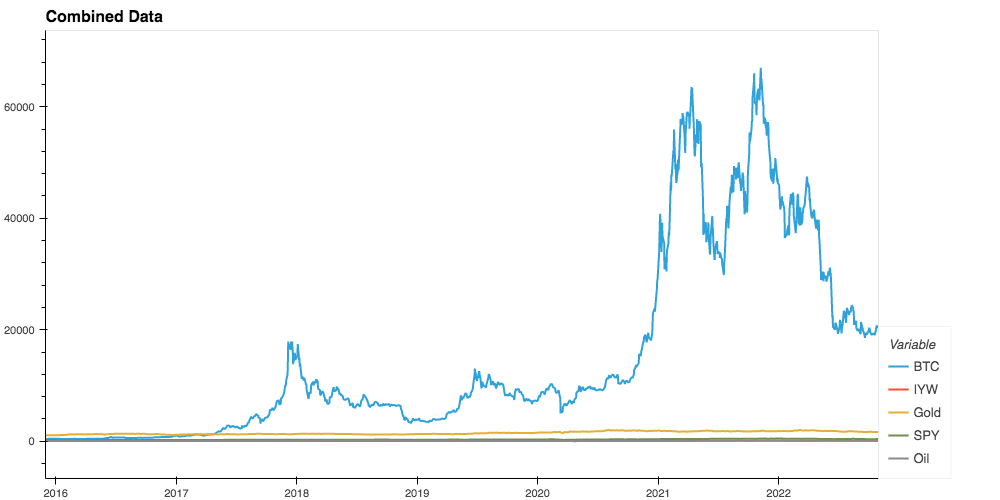 Combined Data
60000
40000
20000
0
2016 2017 2018 2019 2020 2021 2022
Variable
BTC
IYW
Gold
SPY
Oil